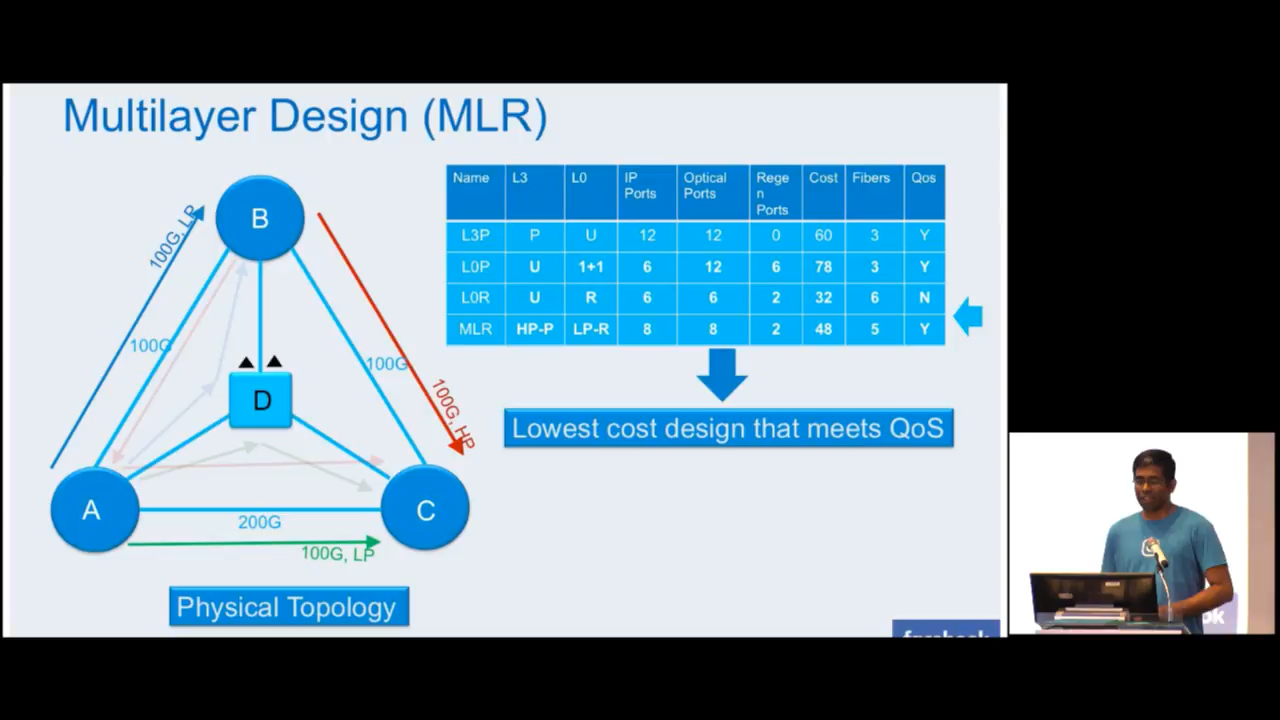 Multilayer Design (MLR)
Name L3 L0 IP Ports Optical Ports Rege n Ports Cost Fibers Qos
L3P P U 12 12 0 60 3 Y
L0P U 1+1 6 12 6 78 3 Y
L0R U R 6 6 2 32 6 N
MLR HP-P LP-R 8 8 2 48 5 Y
Lowest cost design that meets QoS
B
100G, LP
100G
100G
100G, HP
D
A
C
200G
100G, LP
Physical Topology
facebook
ok